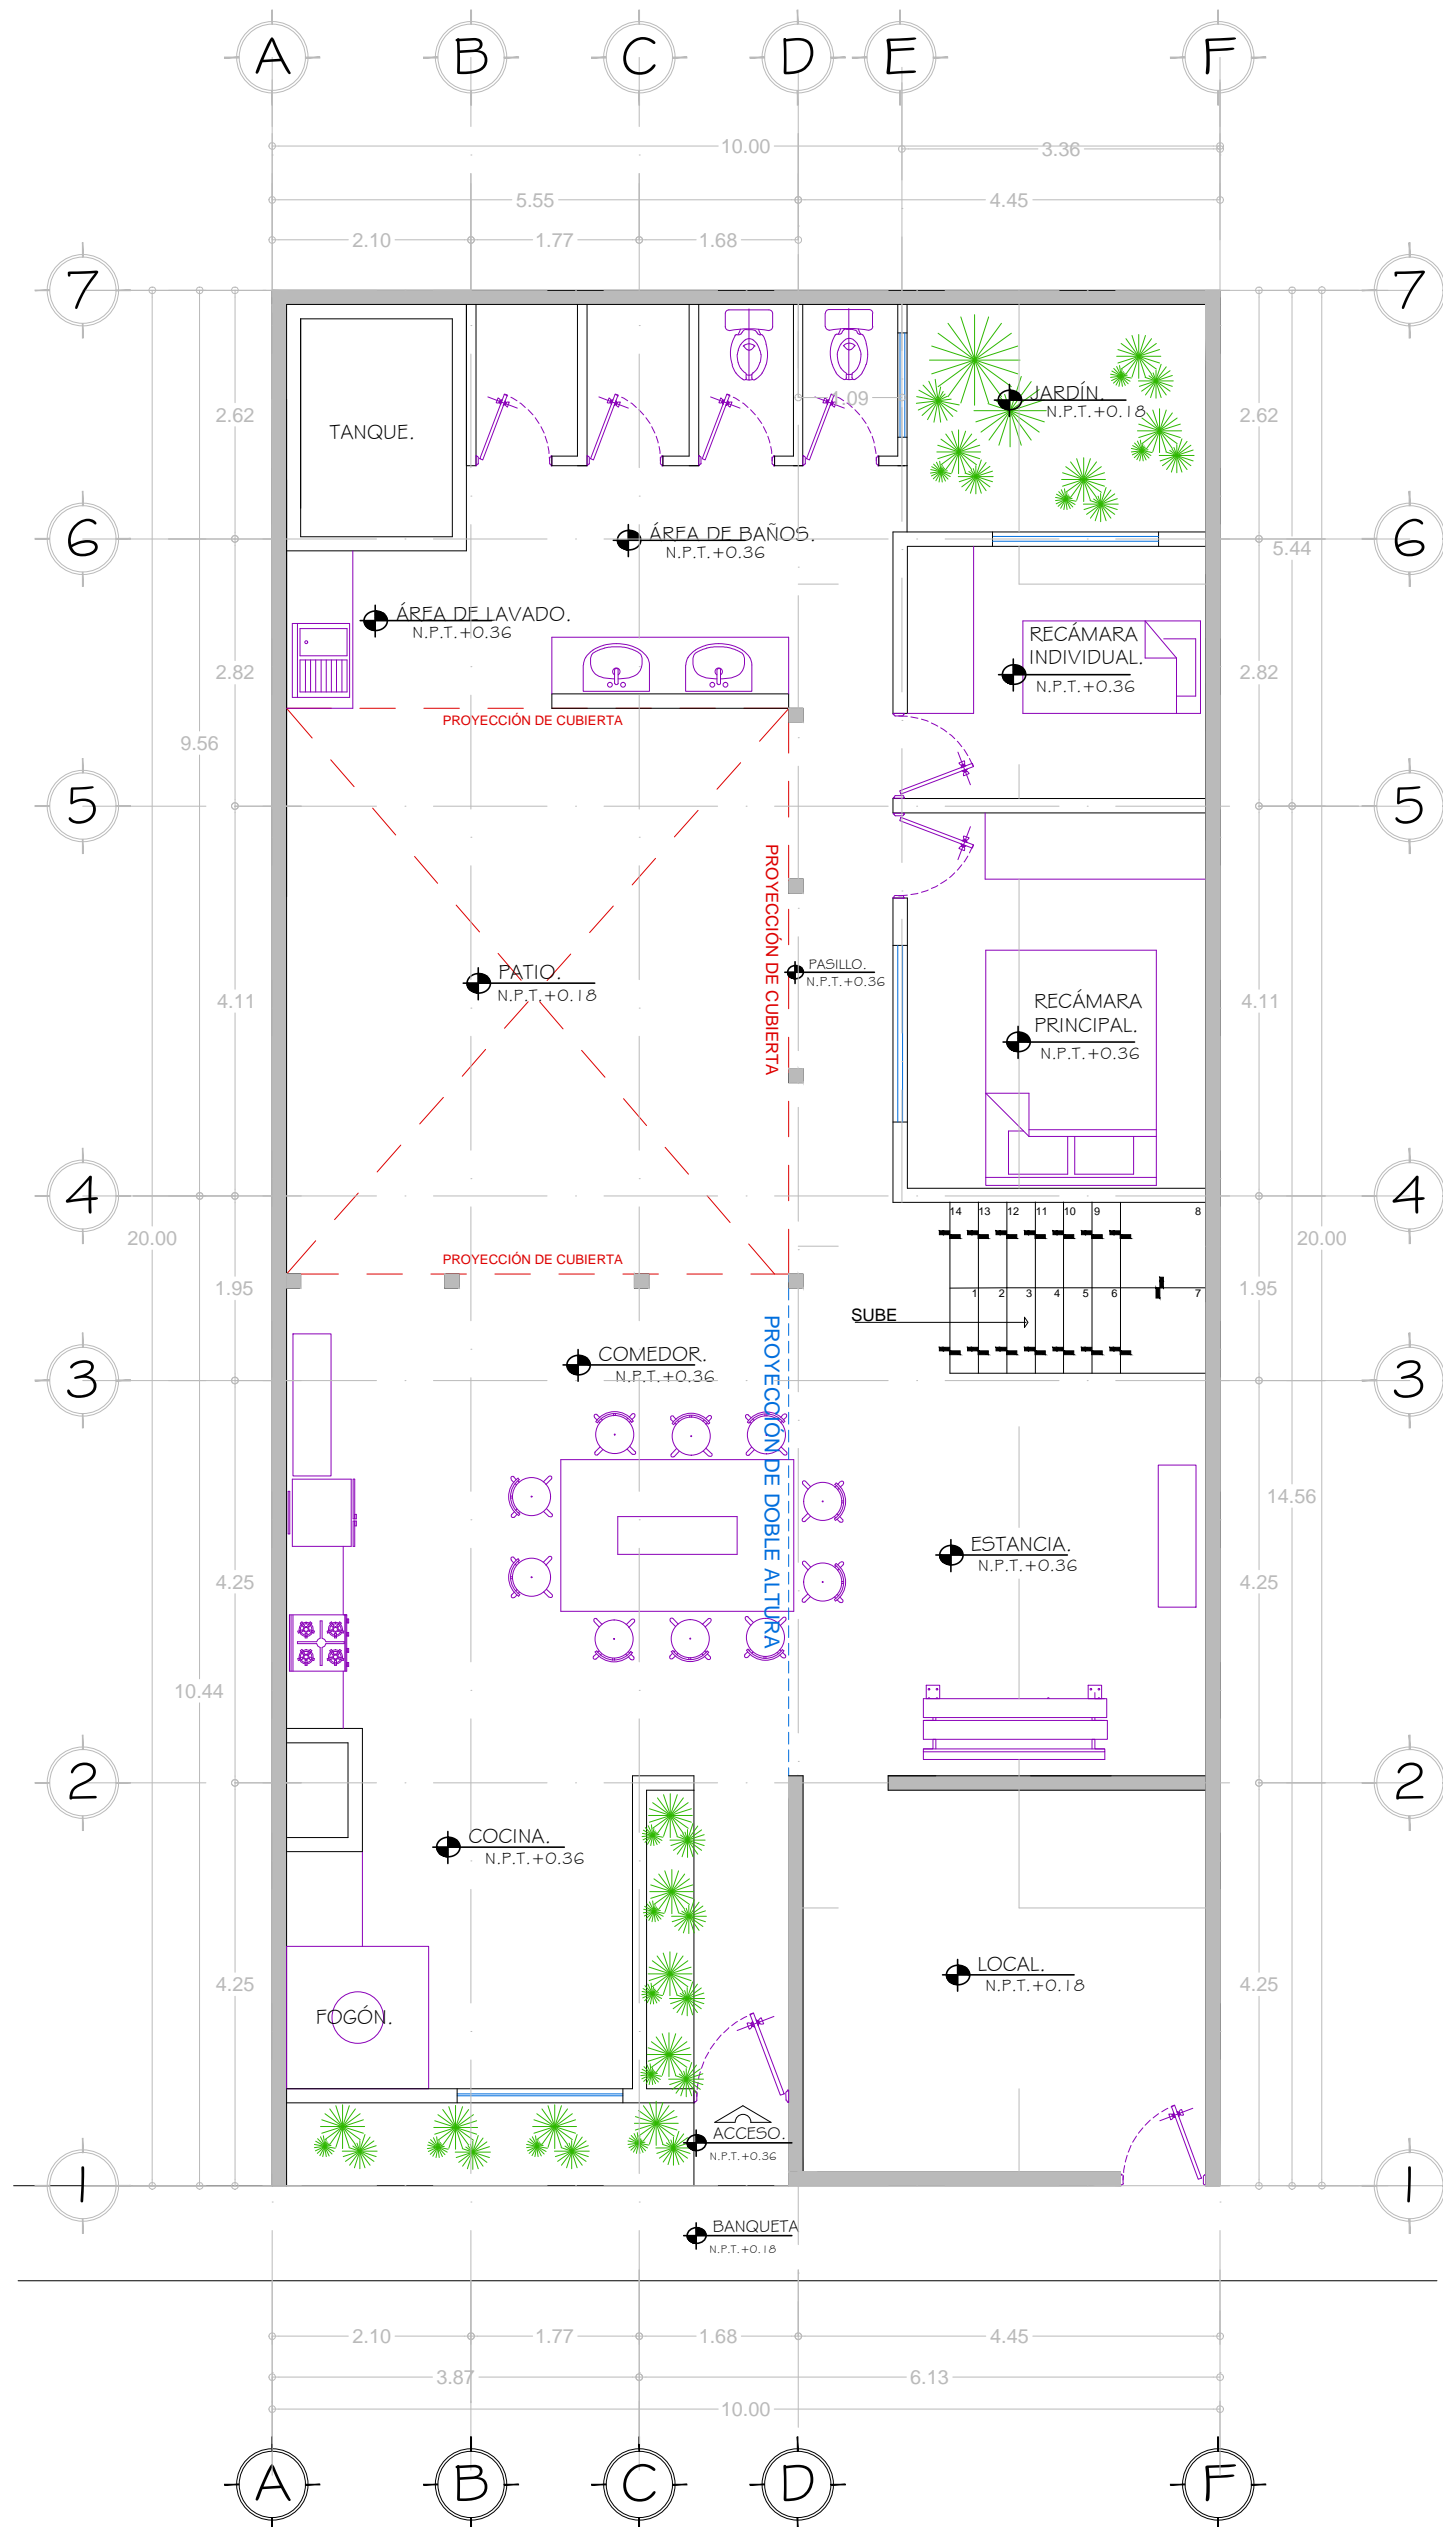 A B C D E F
10.00 3.36
5.55 4.45
2.10 1.77 1.68
7 7
4.09
JARDÍN.
N.P.T.+0.18
2.62 2.62
TANQUE.
6 6
ÁREA DE BAÑOS.
N.P.T.+0.36
5.44
ÁREA DE LAVADO.
N.P.T.+0.36
RECÁMARA
INDIVIDUAL.
N.P.T.+0.36
2.82 2.82
PROYECCIÓN DE CUBIERTA
9.56
5 5
PROYECCIÓN DE CUBIERTA
PATIO.
N.P.T.+0.18
PASILLO.
N.P.T.+0.36
4.11 4.11
RECÁMARA
PRINCIPAL.
N.P.T.+0.36
4 4
14 13 12 11 10 9 8
20.00 20.00
PROYECCIÓN DE CUBIERTA
1.95 1.95
1 2 3 4 5 6 7
SUBE
PROYECCIÓN DE DOBLE ALTURA
COMEDOR.
N.P.T.+0.36
3 3
14.56
ESTANCIA.
N.P.T.+0.36
4.25 4.25
10.44
2 2
COCINA.
N.P.T.+0.36
LOCAL.
N.P.T.+0.18
4.25 4.25
FOGÓN.
ACCESO.
N.P.T.+0.36
1 1
BANQUETA
N.P.T.+0.18
2.10 1.77 1.68 4.45
3.87 6.13
10.00
A B C D F